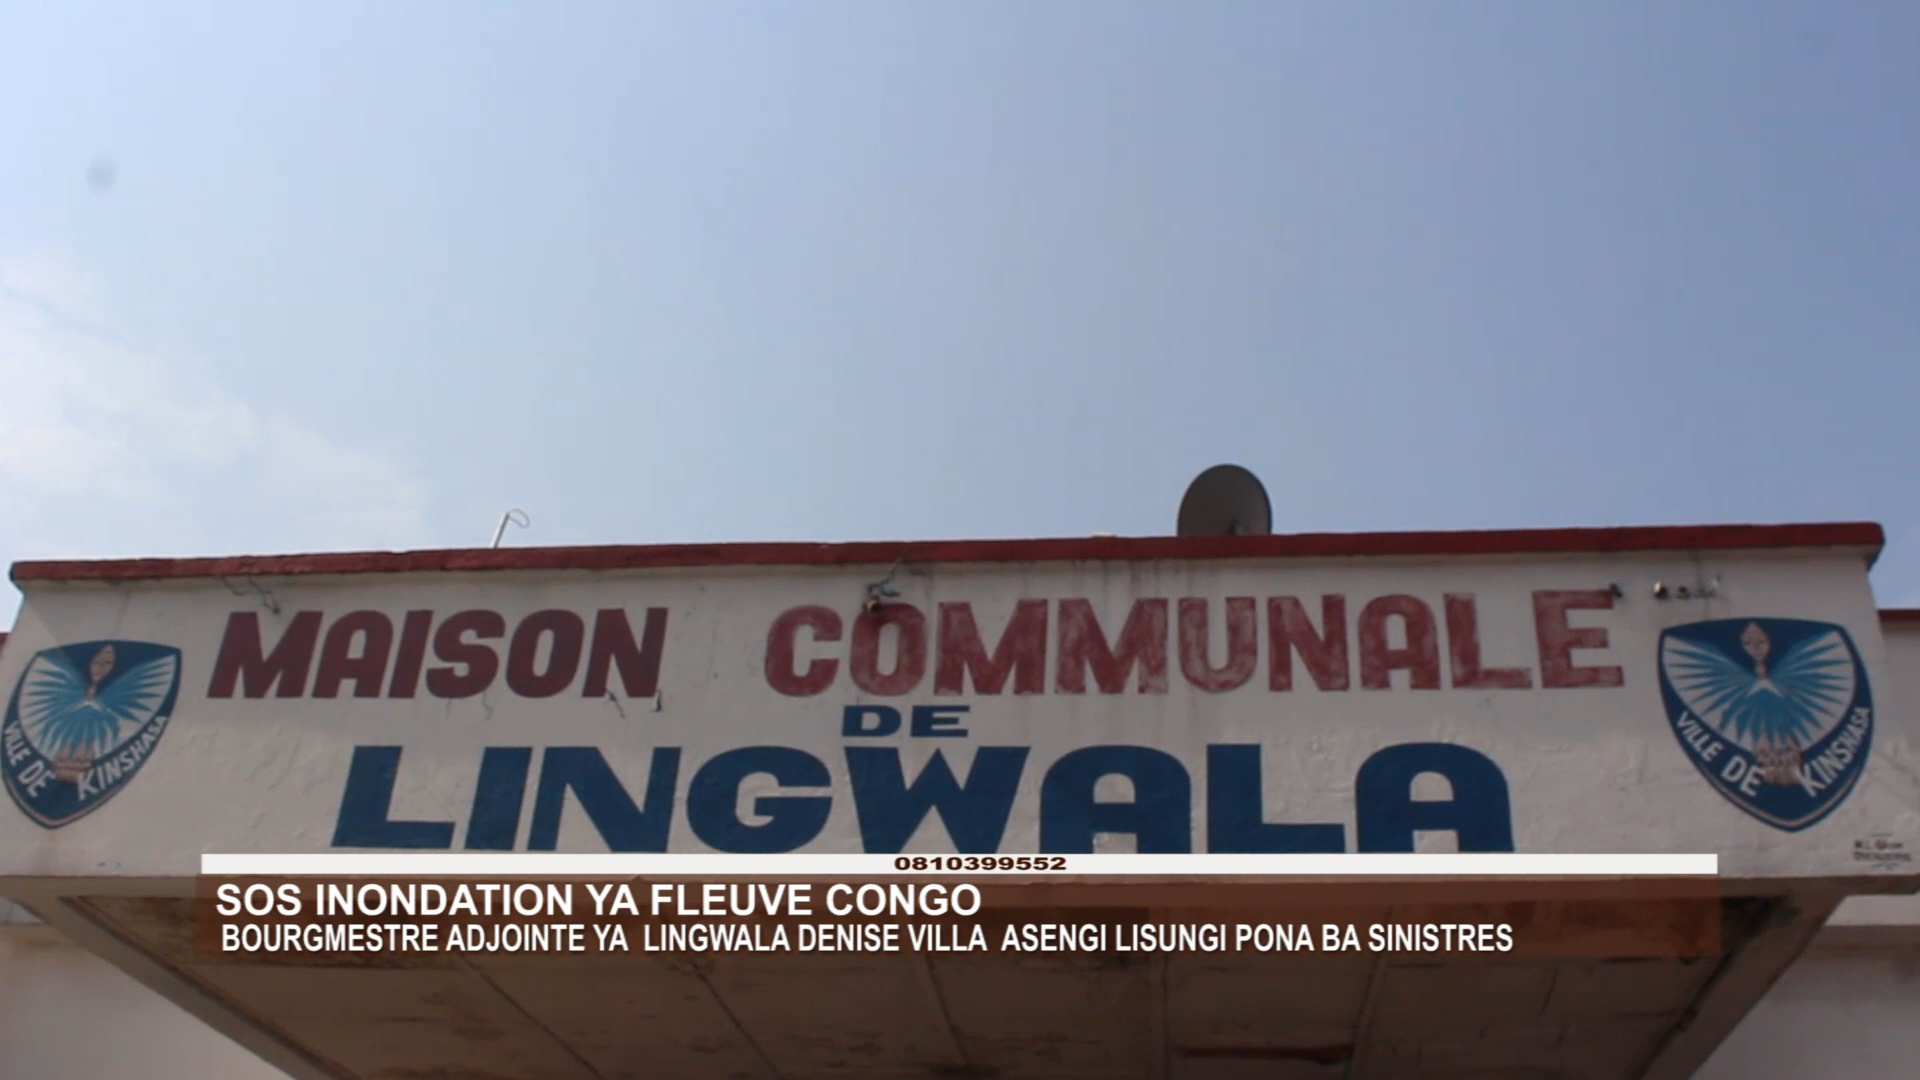 MAISON COMMUNALE
DE
LINGWALA
VILLE DE KINSHASA
VILLE DE KINSHASA
0810399552
SOS INONDATION YA FLEUVE CONGO
BOURGMESTRE ADJOINTE YA LINGWALA DENISE VILLA ASENGI LISUNGI PONA BA SINISTRES